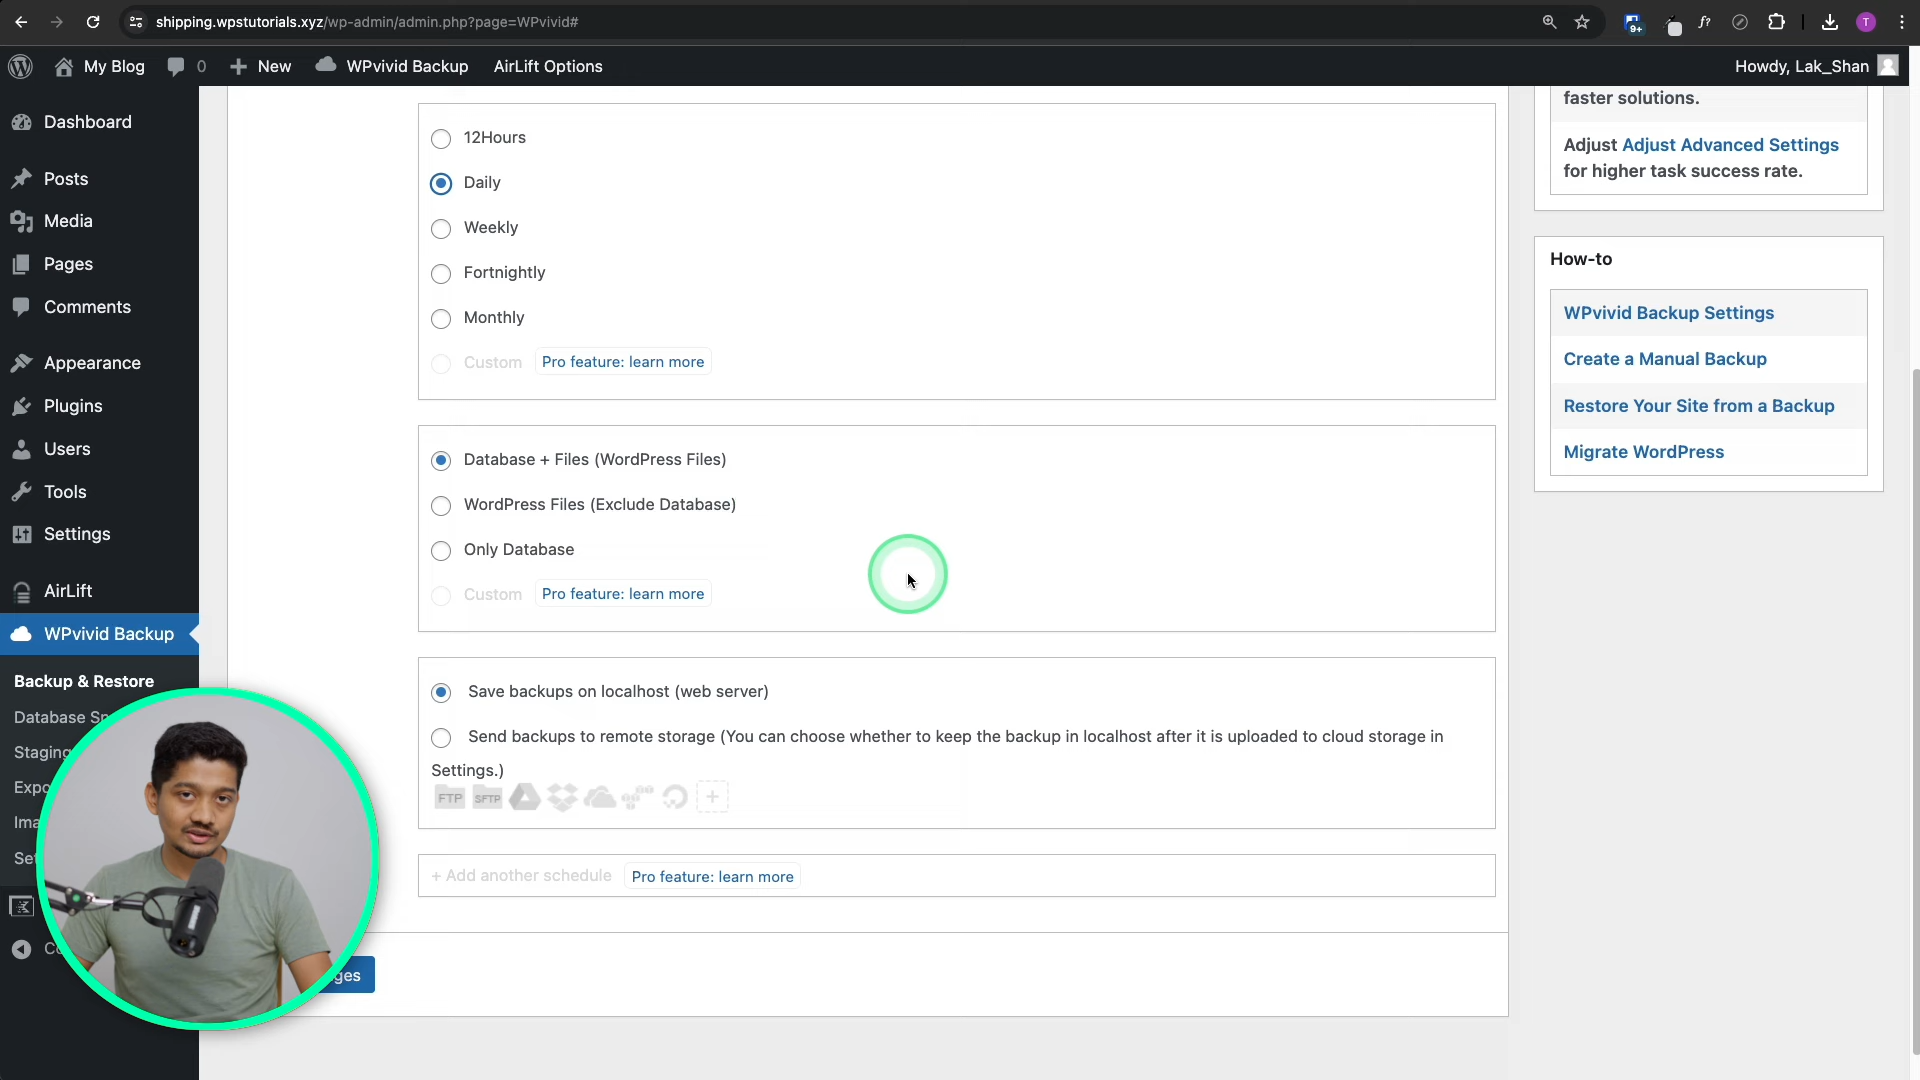 shipping.wpstutorials.xyz/wp-admin/admin.php?page=WPvivid#
9+
f?
T
My Blog
0
New
WPvivid Backup
AirLift Options
Howdy, Lak_Shan
Dashboard
Posts
Media
Pages
Comments
Appearance
Plugins
Users
Tools
Settings
AirLift
WPvivid Backup
Backup & Restore
Database
Staging
12Hours
Daily
Weekly
Fortnightly
Monthly
Custom Pro feature: learn more
Database + Files (WordPress Files)
WordPress Files (Exclude Database)
Only Database
Custom Pro feature: learn more
Save backups on localhost (web server)
Send backups to remote storage (You can choose whether to keep the backup in localhost after it is uploaded to cloud storage in
Settings.)
FTP SFTP
+ Add another schedule Pro feature: learn more
faster solutions.
Adjust Adjust Advanced Settings
for higher task success rate.
How-to
WPvivid Backup Settings
Create a Manual Backup
Restore Your Site from a Backup
Migrate WordPress